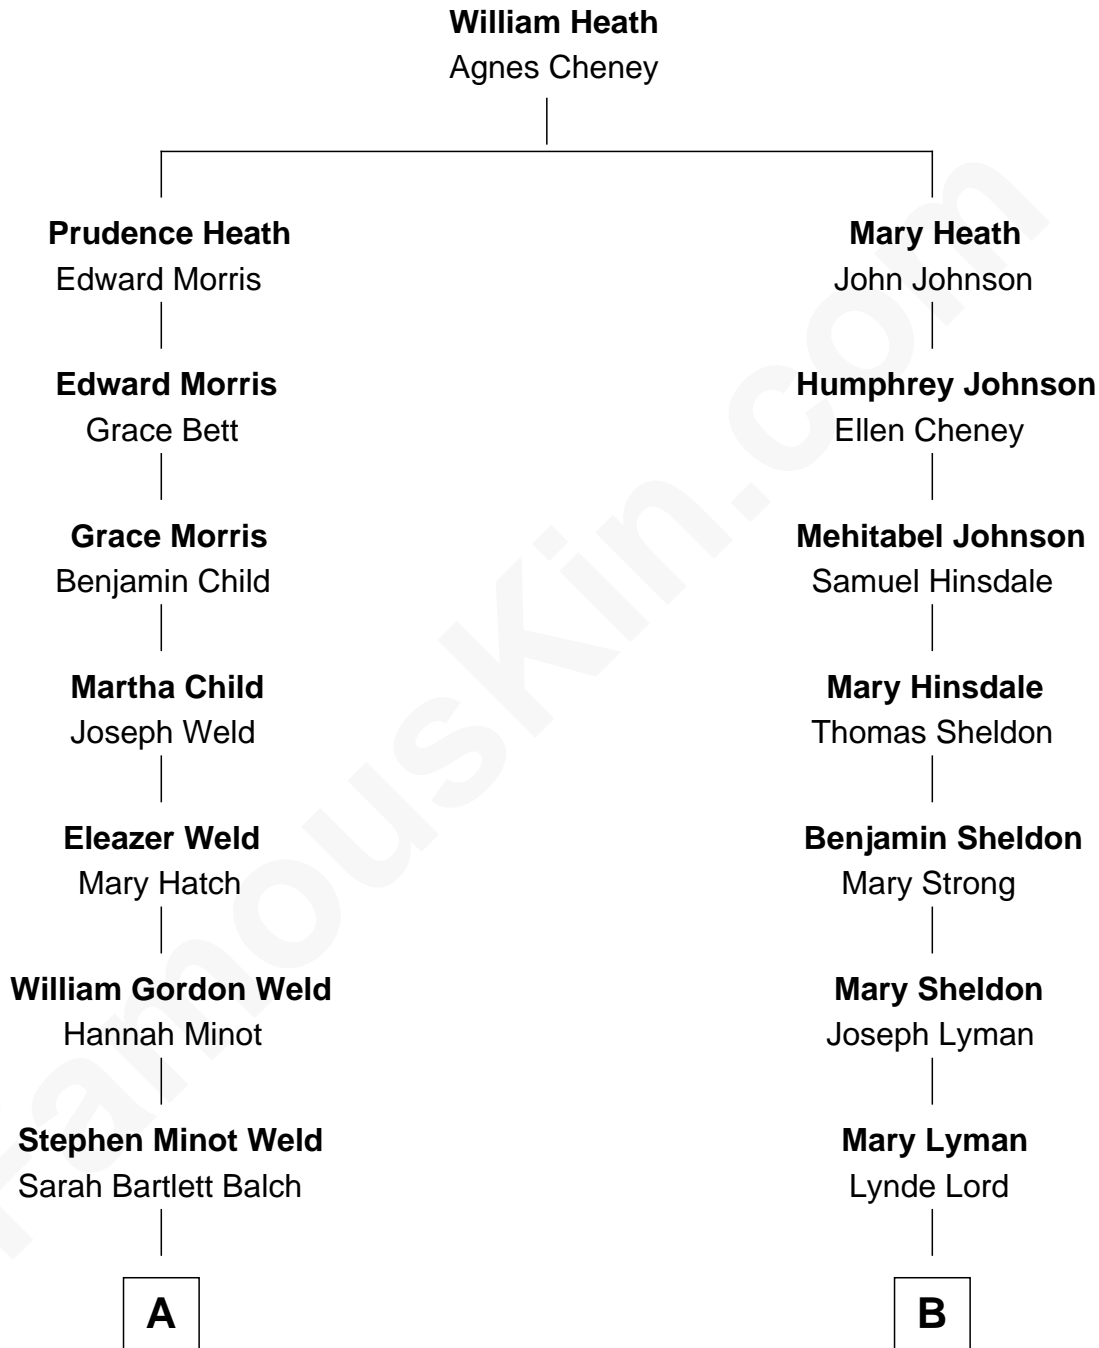 William Heath
Agnes Cheney
Prudence Heath
Edward Morris
Mary Heath
John Johnson
Edward Morris
Grace Bett
Humphrey Johnson
Ellen Cheney
Grace Morris
Benjamin Child
Mehitabel Johnson
Samuel Hinsdale
Martha Child
Joseph Weld
Mary Hinsdale
Thomas Sheldon
Eleazer Weld
Mary Hatch
Benjamin Sheldon
Mary Strong
William Gordon Weld
Hannah Minot
Mary Sheldon
Joseph Lyman
Stephen Minot Weld
Sarah Bartlett Balch
Mary Lyman
Lynde Lord
A
B
FamousKin.com